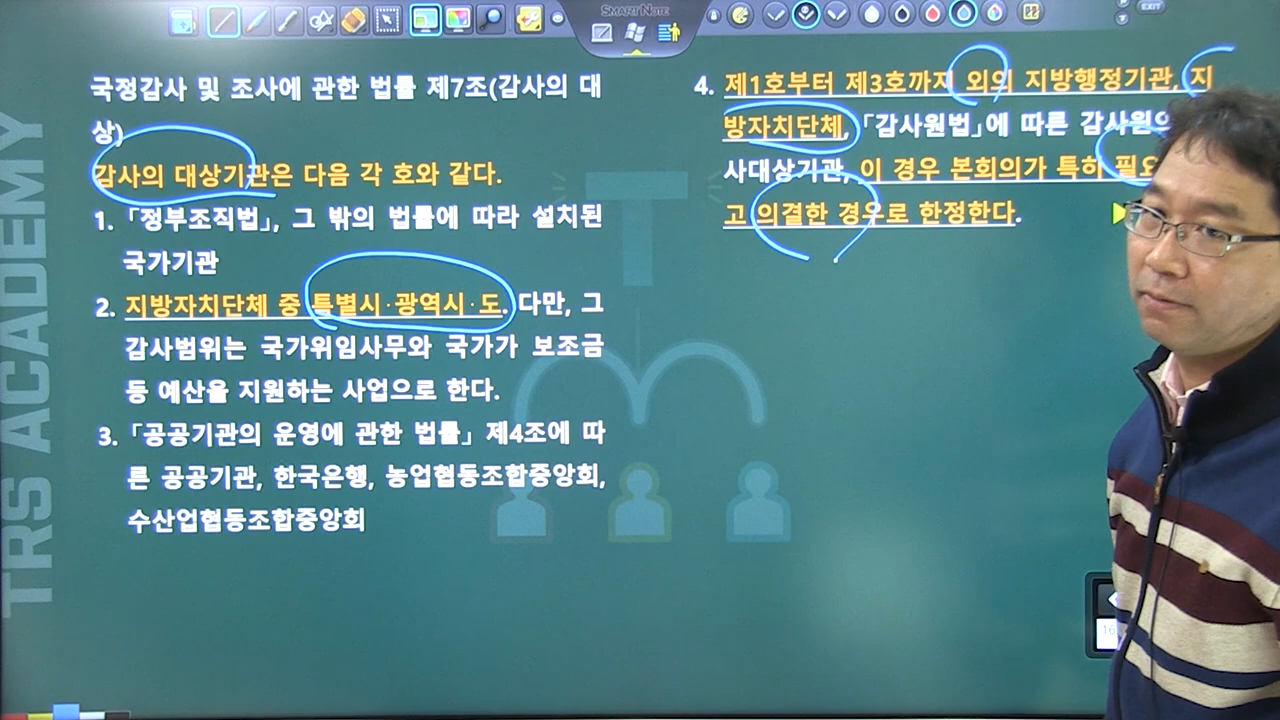 SMART NOTE
EXIT
국정감사 및 조사에 관한 법률 제7조(감사의 대
상)
감사의 대상기관은 다음 각 호와 같다.
1. 「정부조직법」, 그 밖의 법률에 따라 설치된
국가기관
2. 지방자치단체 중 특별시·광역시·도. 다만, 그
감사범위는 국가위임사무와 국가가 보조금
등 예산을 지원하는 사업으로 한다.
3. 「공공기관의 운영에 관한 법률」 제4조에 따
른 공공기관, 한국은행, 농업협동조합중앙회,
수산업협동조합중앙회
4. 제1호부터 제3호까지 외의 지방행정기관, 지
방자치단체, 「감사원법」에 따른 감사원의
사대상기관, 이 경우 본회의가 특히 필요
고 의결한 경우로 한정한다.
TRS ACADEMY